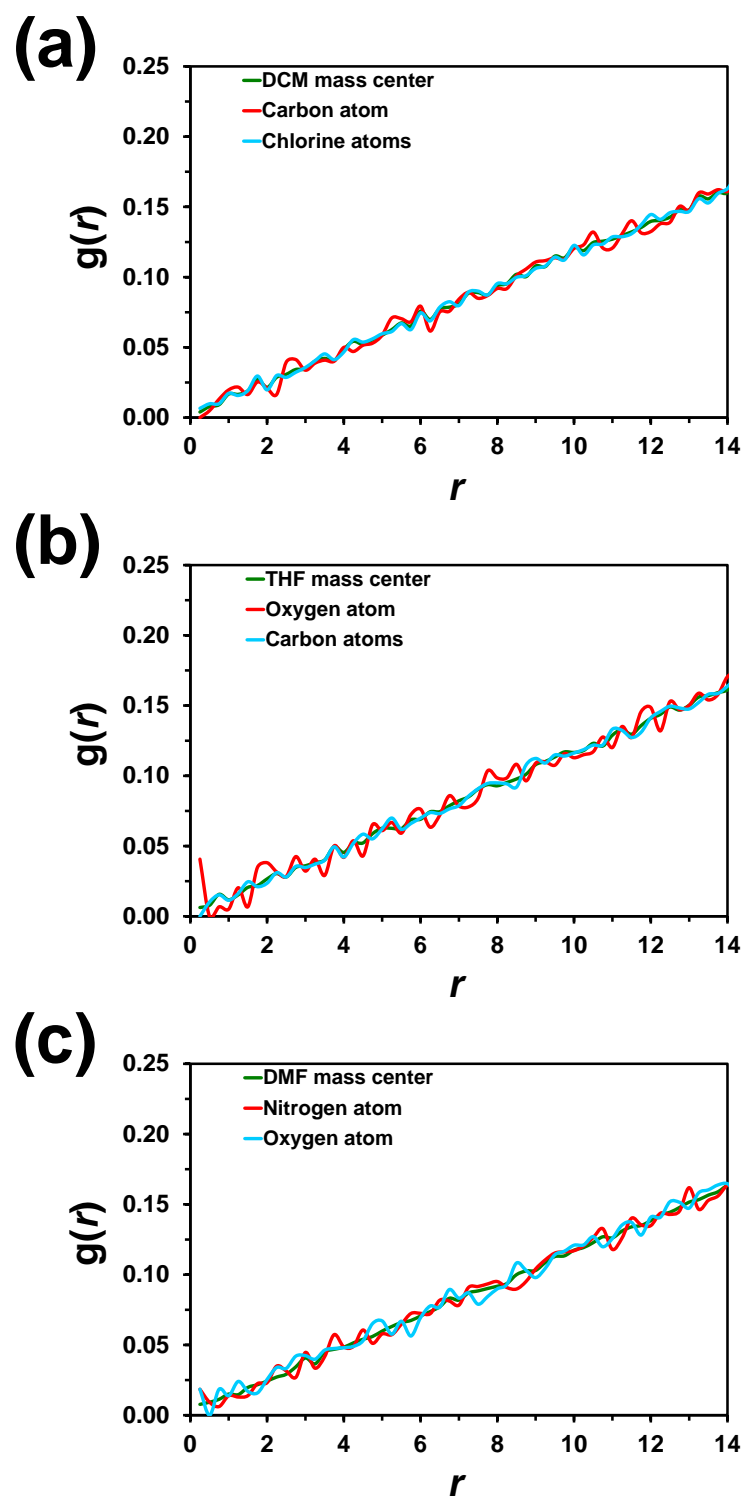 (a)
0.25
0.20
0.15
0.10
0.05
0.00
g(r)
DCM mass center
Carbon atom
Chlorine atoms
0 2 4 6 8 10 12 14
r
(b)
0.25
0.20
0.15
0.10
0.05
0.00
g(r)
THF mass center
Oxygen atom
Carbon atoms
0 2 4 6 8 10 12 14
r
(c)
0.25
0.20
0.15
0.10
0.05
0.00
g(r)
DMF mass center
Nitrogen atom
Oxygen atom
0 2 4 6 8 10 12 14
r